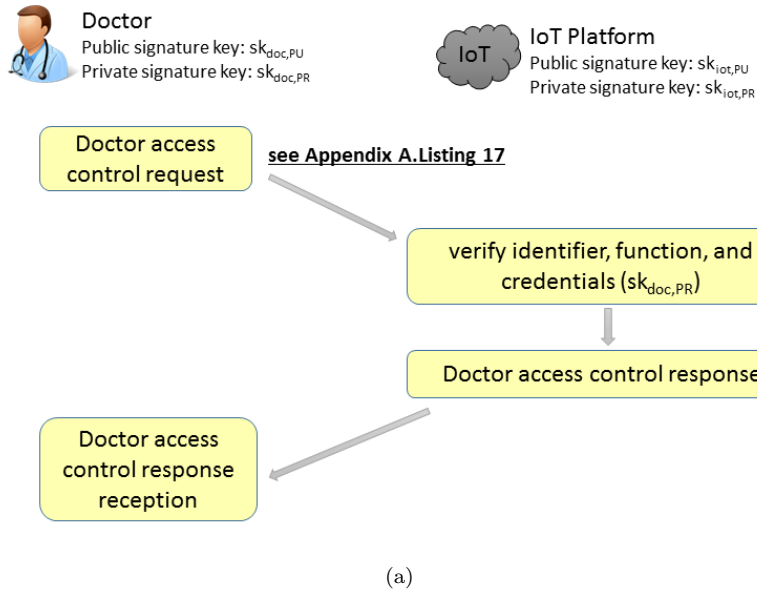 Doctor
Public signature key: sk_doc,PU
Private signature key: sk_doc,PR
IoT
IoT Platform
Public signature key: sk_iot,PU
Private signature key: sk_iot,PR
Doctor access
control request
see Appendix A.Listing 17
verify identifier, function, and
credentials (sk_doc,PR)
Doctor access control response
Doctor access
control response
reception
(a)